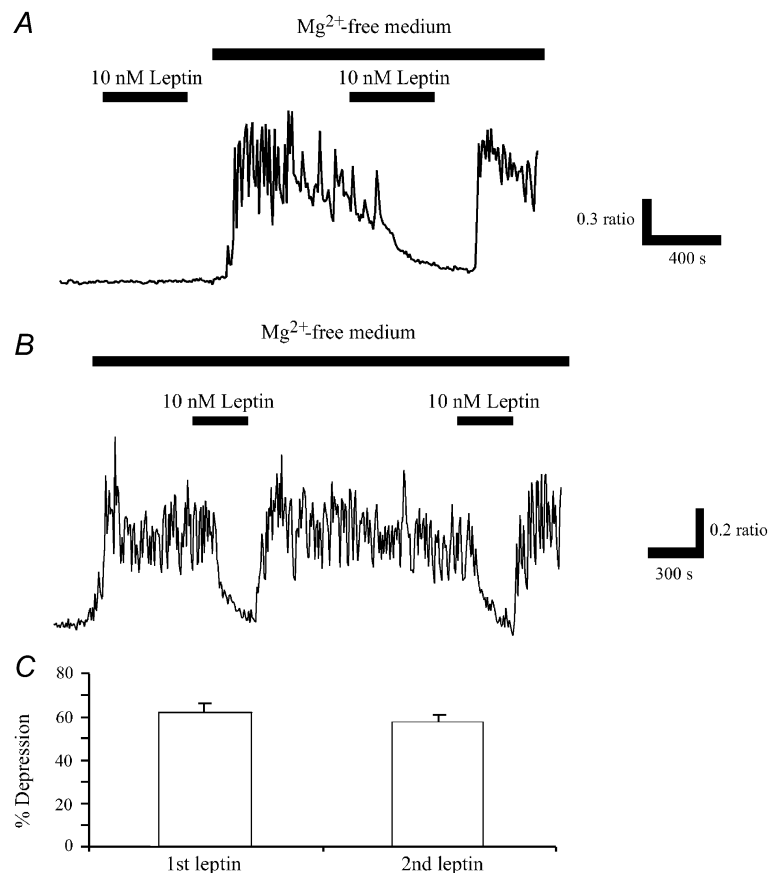 A
Mg2+-free medium
10 nM Leptin 10 nM Leptin
0.3 ratio
400 s
B
Mg2+-free medium
10 nM Leptin 10 nM Leptin
0.2 ratio
300 s
C
80
60
40
20
0
% Depression
1st leptin 2nd leptin